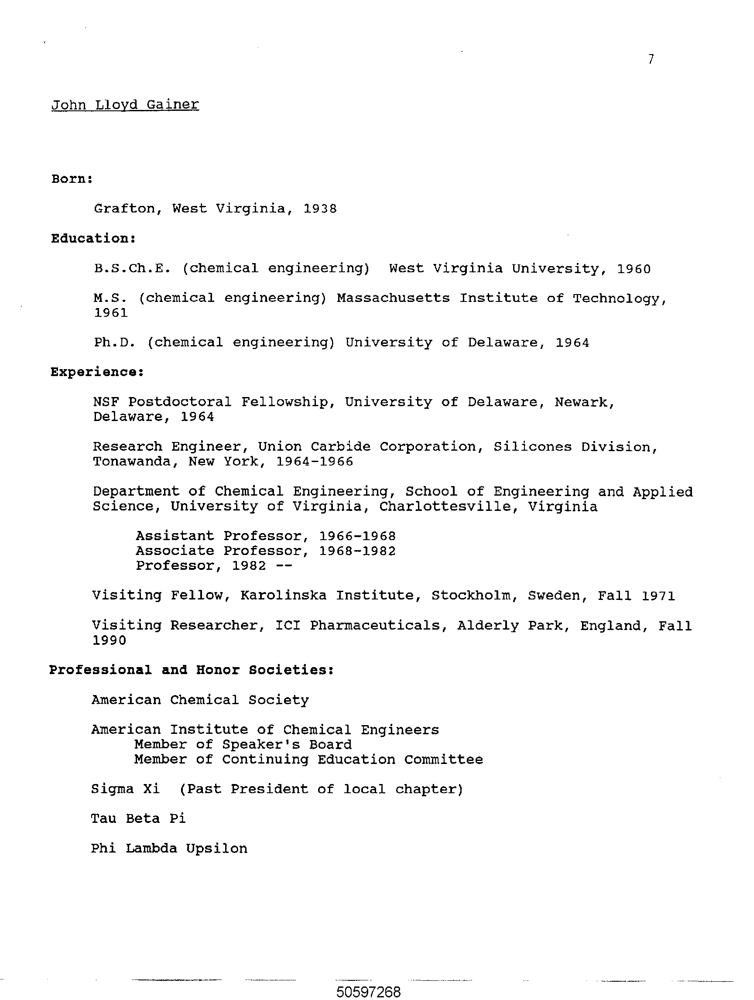 7
John Lloyd Gainer
Born:
Grafton, West Virginia, 1938
Education:
B.S.Ch.E. (chemical engineering) West Virginia University, 1960
M.S. (chemical engineering) Massachusetts Institute of Technology,
1961
Ph.D. (chemical engineering) University of Delaware, 1964
Experience:
NSF Postdoctoral Fellowship, University of Delaware, Newark,
Delaware, 1964
Research Engineer, Union Carbide Corporation, Silicones Division,
Tonawanda, New York, 1964-1966
Department of Chemical Engineering, School of Engineering and Applied
Science, University of Virginia, Charlottesville, Virginia
Assistant Professor, 1966-1968
Associate Professor, 1968-1982
Professor, 1982 --
Visiting Fellow, Karolinska Institute, Stockholm, Sweden, Fall 1971
Visiting Researcher, ICI Pharmaceuticals, Alderly Park, England, Fall
1990
Professional and Honor Societies:
American Chemical Society
American Institute of Chemical Engineers
Member of Speaker's Board
Member of Continuing Education Committee
Sigma Xi (Past President of local chapter)
Tau Beta Pi
Phi Lambda Upsilon
50597268